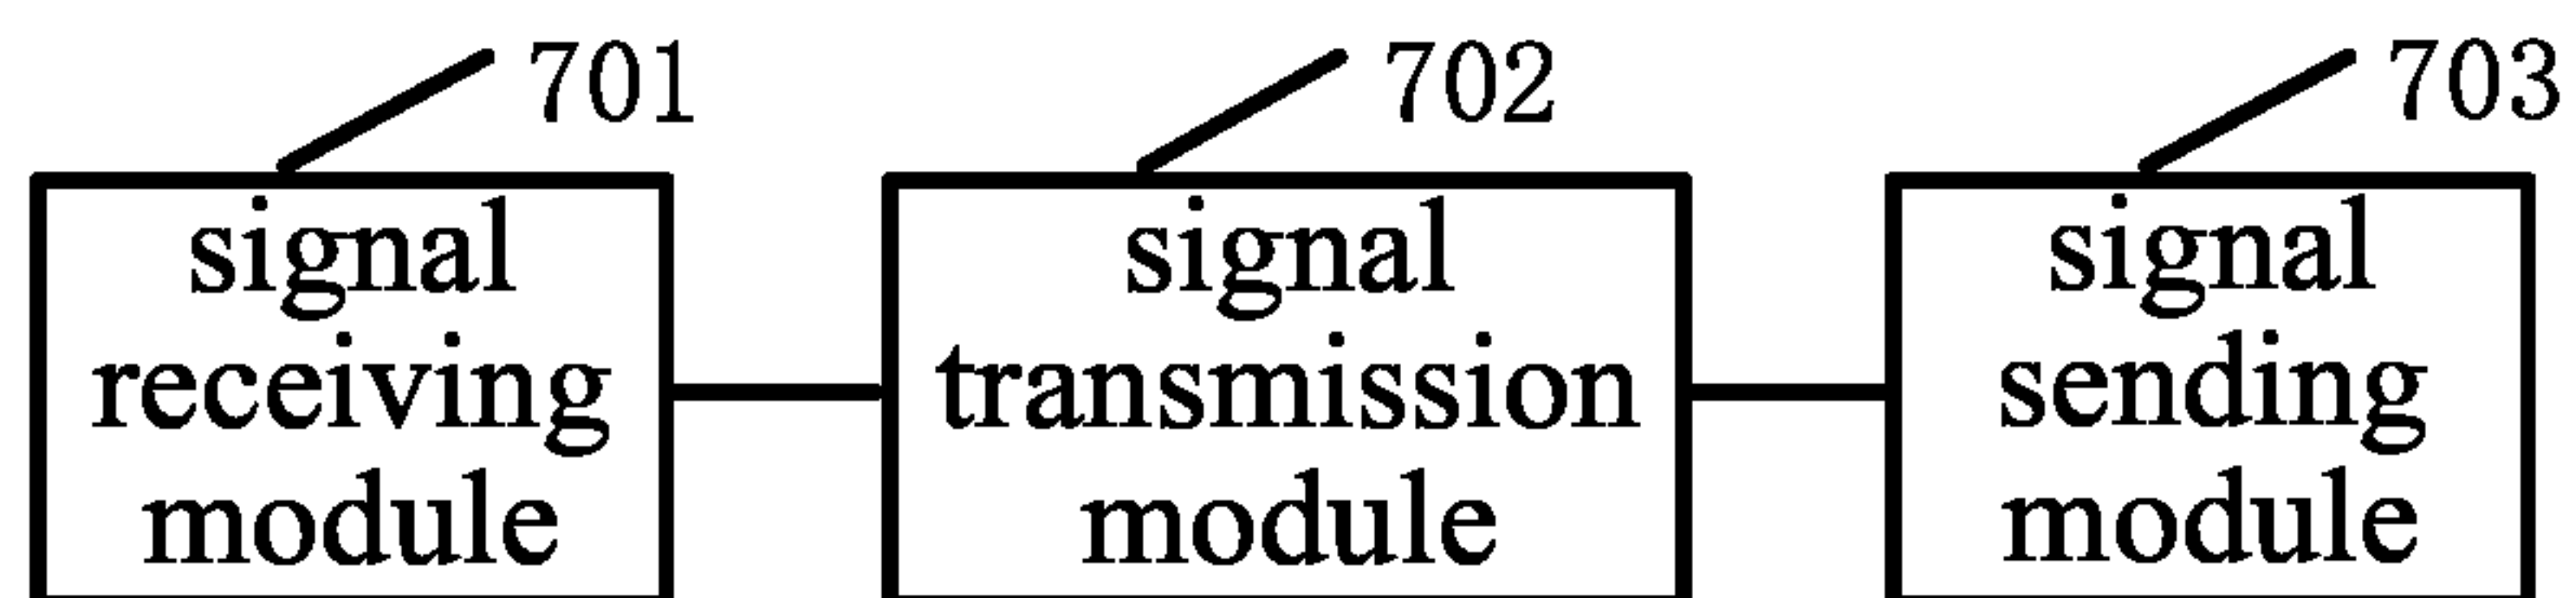 701
702
703
signal
receiving
module
signal
transmission
module
signal
sending
module